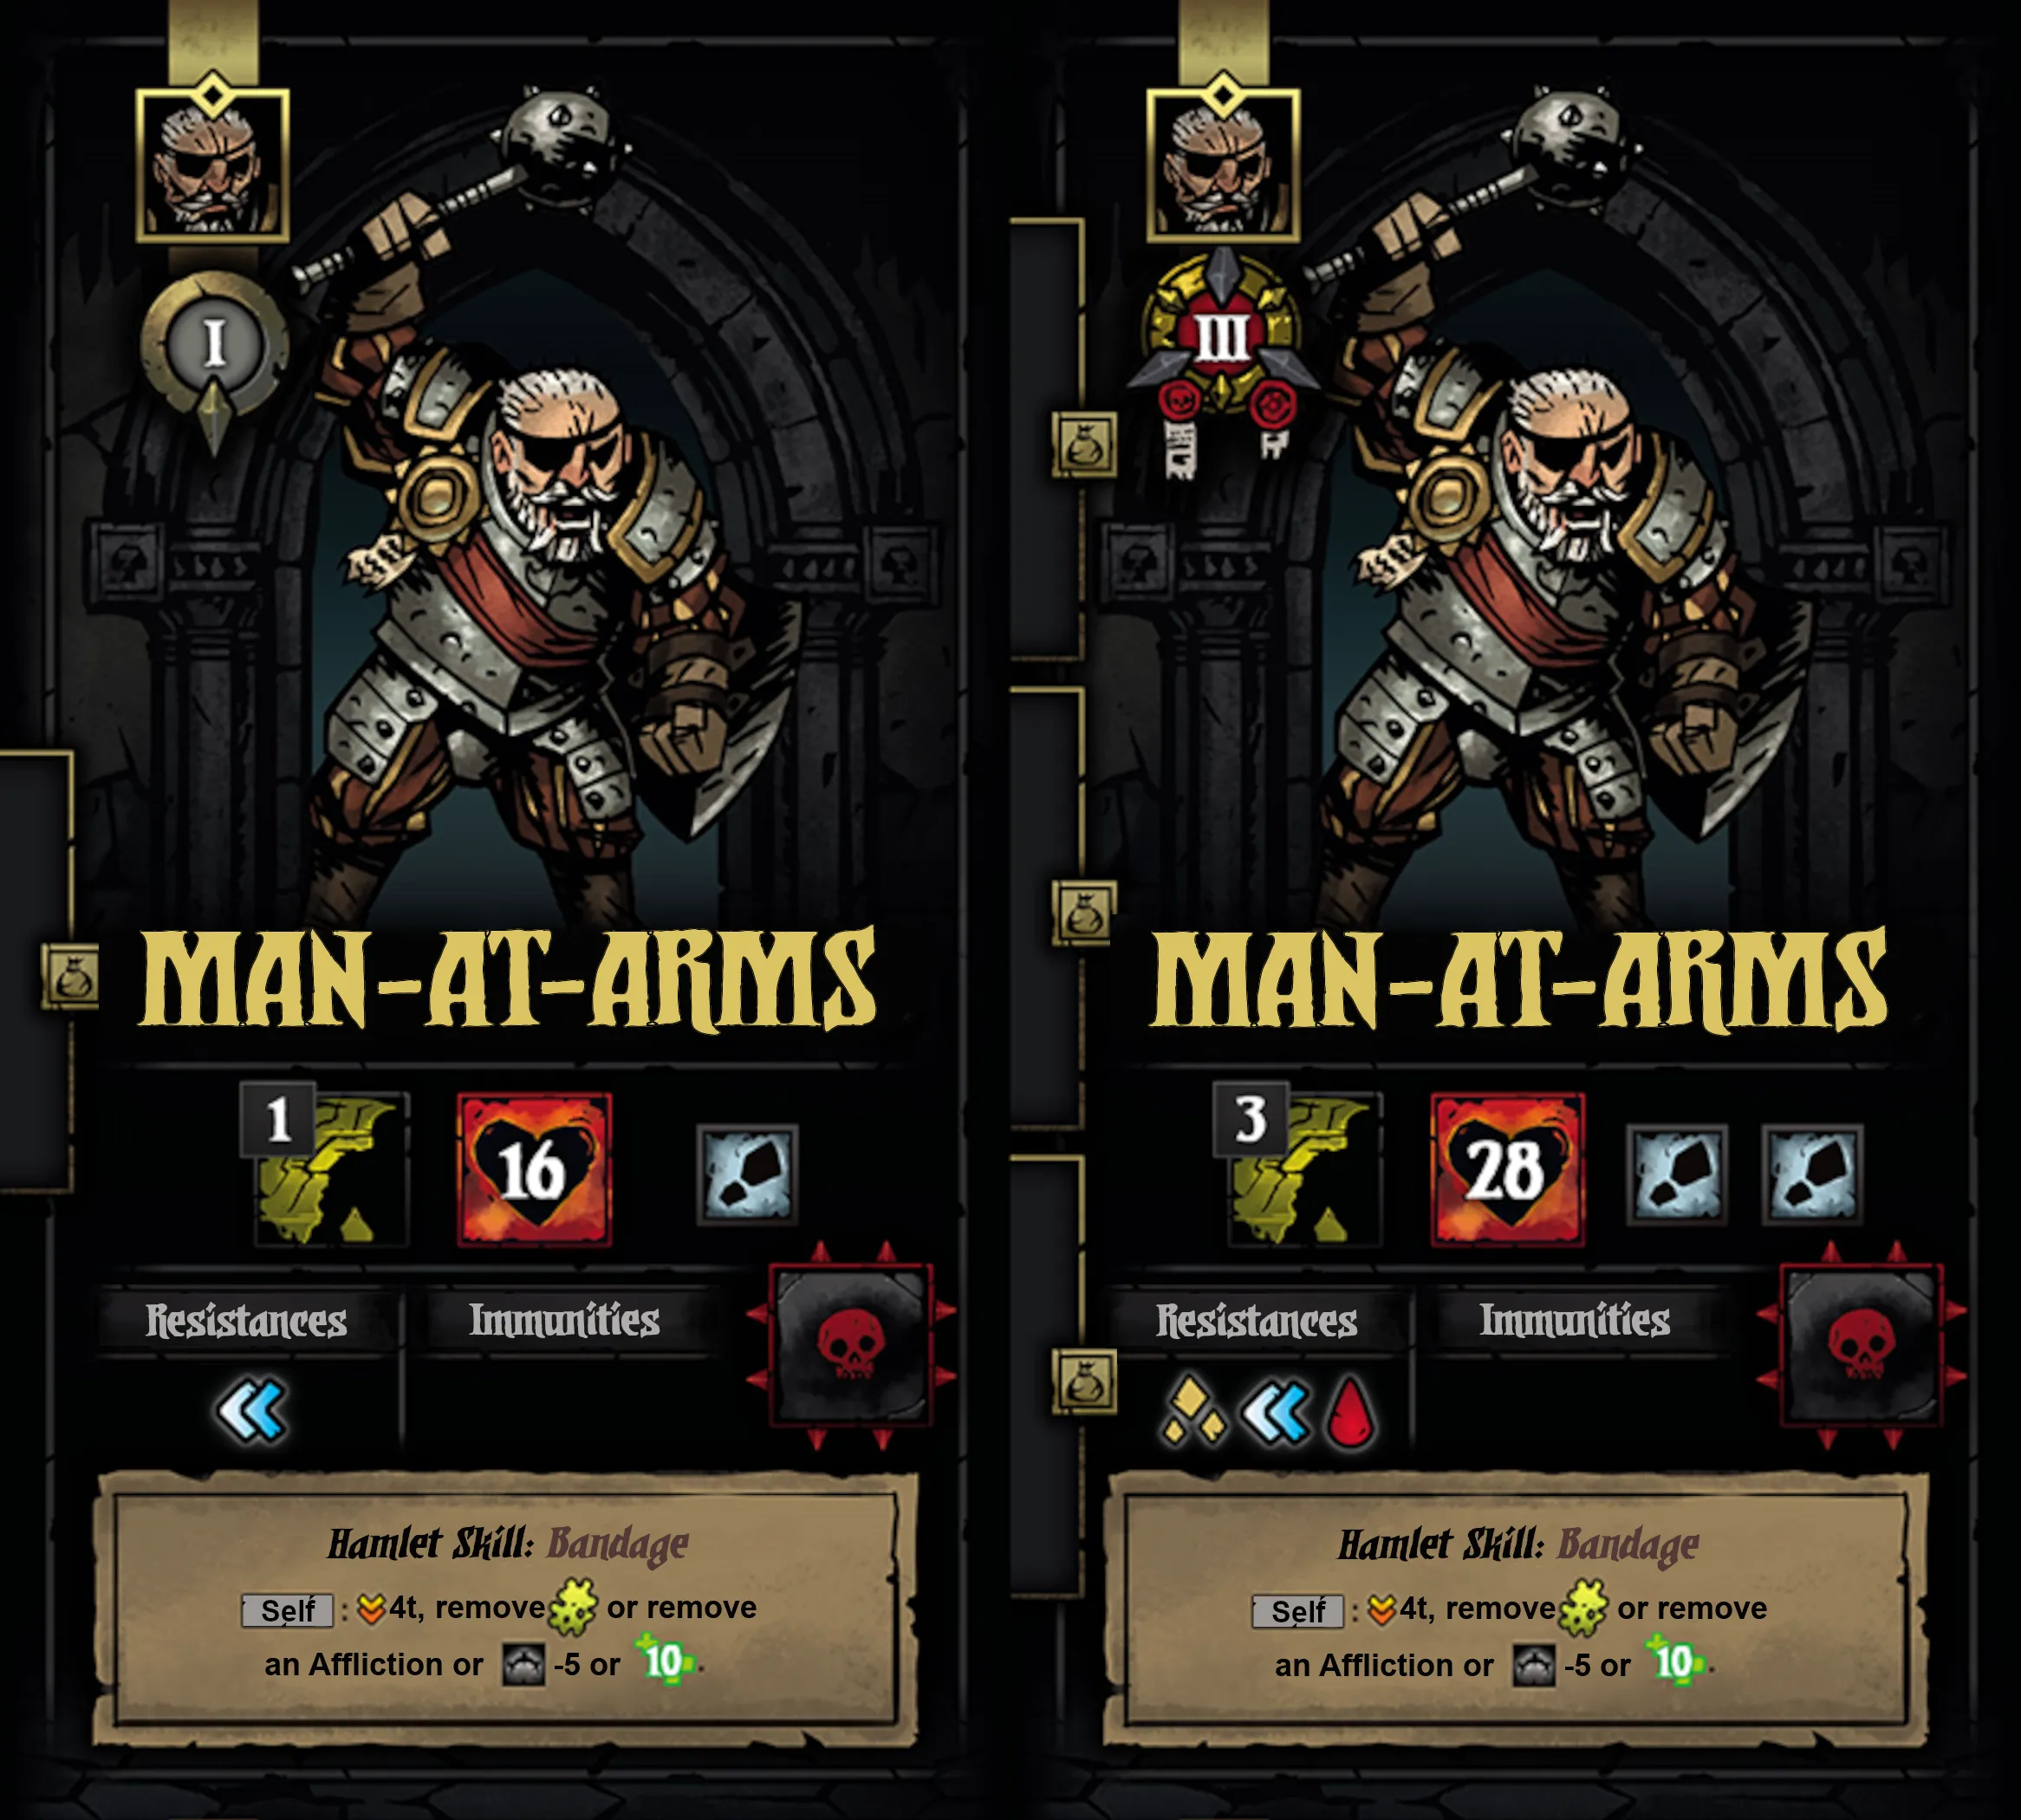 I
MAN-AT-ARMS
1
16
Resistances
Immunities
Hamlet Skill: Bandage
Self : 4t, remove or remove
an Affliction or -5 or 10.
III
MAN-AT-ARMS
3
28
Resistances
Immunities
Hamlet Skill: Bandage
Self : 4t, remove or remove
an Affliction or -5 or 10.